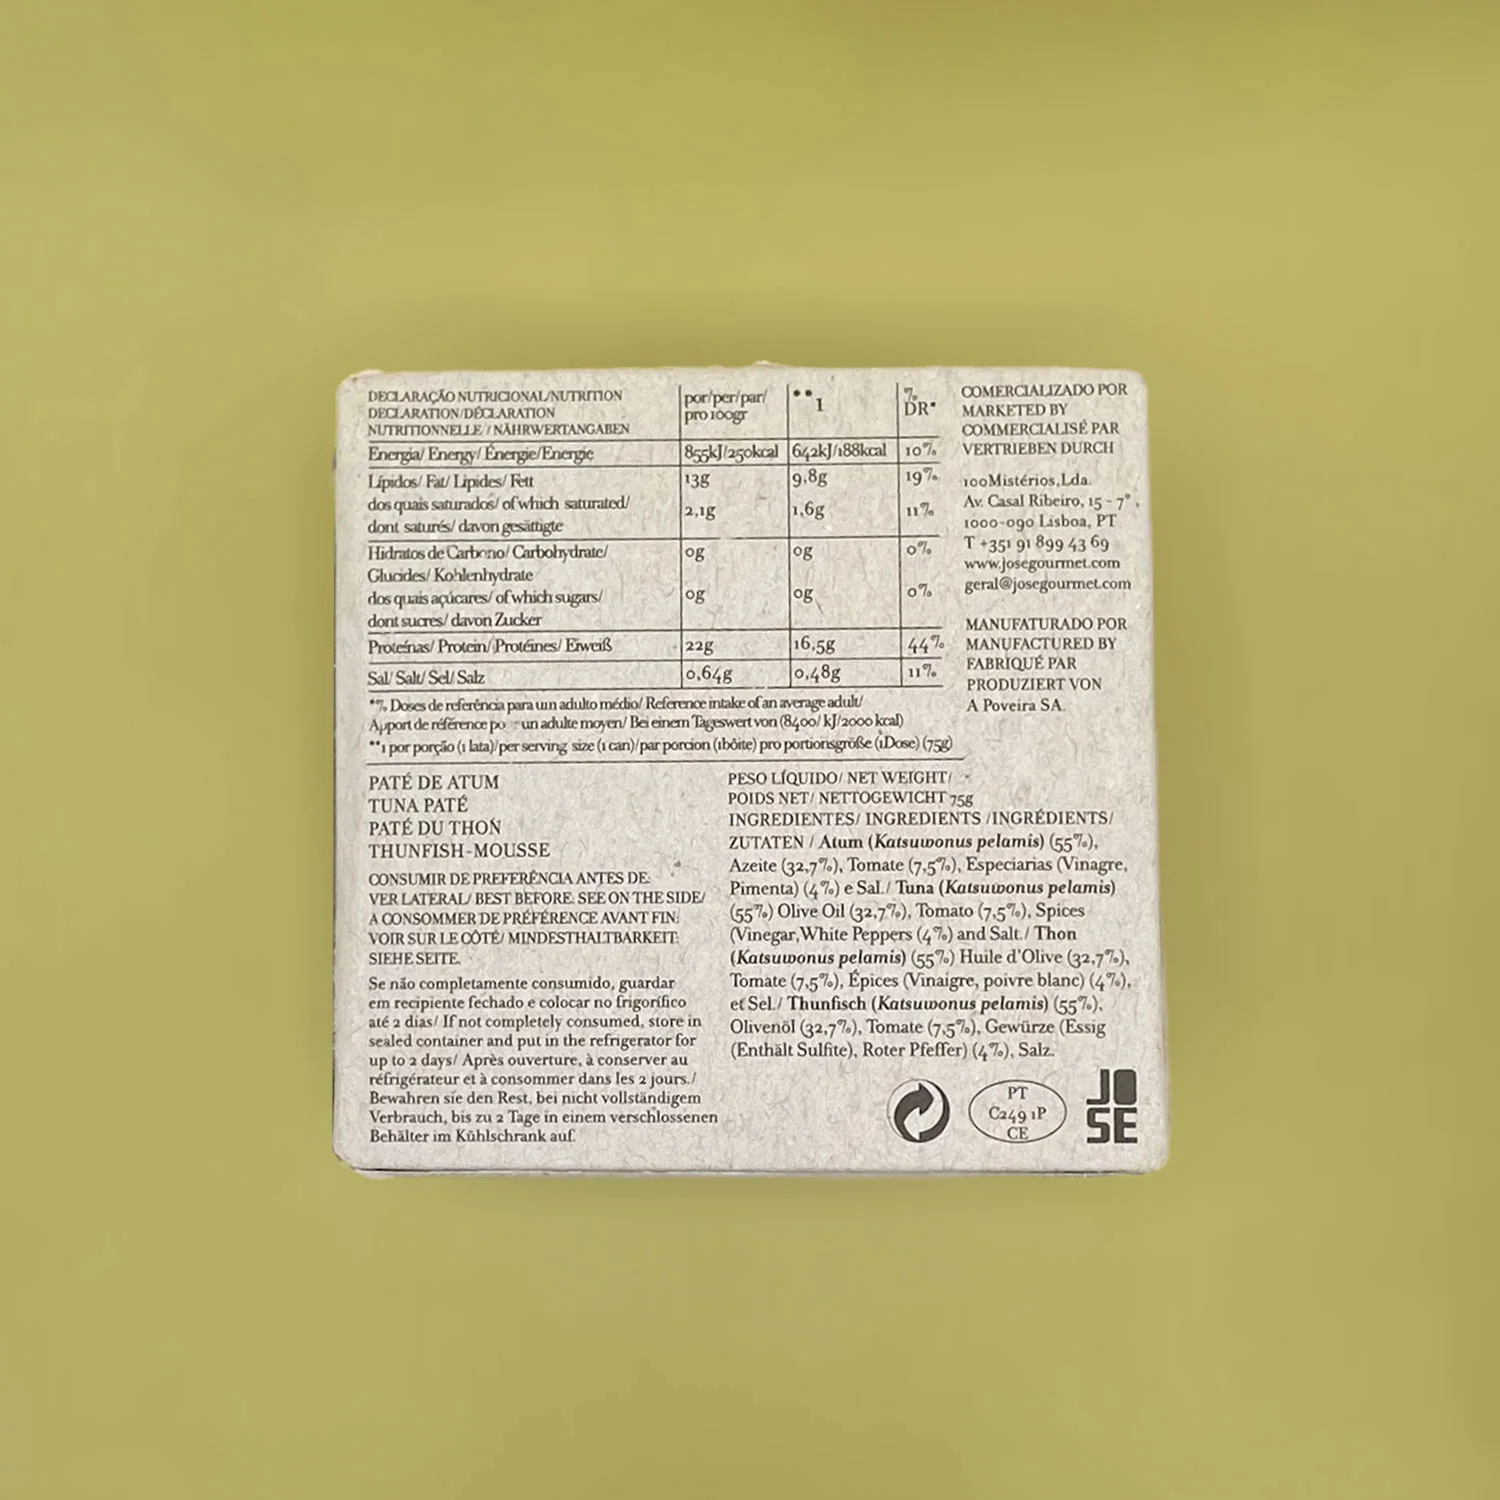 DECLARAÇÃO NUTRICIONAL/NUTRITION
DECLARATION/DÉCLARATION
NUTRITIONNELLE / NÄHRWERTANGABEN
por/per/par/
pro 100gr
**1
% DR*
Energia/ Energy/ Énergie/Energie 855kJ/250kcal 642kJ/188kcal 10%
Lípidos/ Fat/ Lipides/ Fett 13g 9,8g 19%
dos quais saturados/ of which saturated/
dont saturés/ davon gesättigte 2,1g 1,6g 11%
Hidratos de Carbono/ Carbohydrate/ 0g 0g 0%
Glucides/ Kohlenhydrate
dos quais açúcares/ of which sugars/ 0g 0g 0%
dont sucres/ davon Zucker
Proteínas/ Protein/ Protéines/ Eiweiß 22g 16,5g 44%
Sal/ Salt/ Sel/ Salz 0,64g 0,48g 11%
*% Doses de referência para um adulto médio/ Reference intake of an average adult/
Apport de référence po un adulte moyen/ Bei einem Tageswert von (8400/ kJ/2000 kcal)
**1 por porção (1 lata)/per serving size (1 can)/par porcion (1bôite) pro portionsgröße (1Dose) (75g)
COMERCIALIZADO POR
MARKETED BY
COMMERCIALISÉ PAR
VERTRIEBEN DURCH
100Mistérios, Lda.
Av. Casal Ribeiro, 15 - 7º,
1000-090 Lisboa, PT
T +351 91 899 43 69
www.josegourmet.com
geral@josegourmet.com
MANUFATURADO POR
MANUFACTURED BY
FABRIQUÉ PAR
PRODUZIERT VON
A Poveira SA.
PATÉ DE ATUM
TUNA PATÉ
PATÉ DU THON
THUNFISH-MOUSSE
CONSUMIR DE PREFERÊNCIA ANTES DE:
VER LATERAL/ BEST BEFORE: SEE ON THE SIDE/
A CONSOMMER DE PRÉFÉRENCE AVANT FIN:
VOIR SUR LE CÔTÉ/ MINDESTHALTBARKEIT:
SIEHE SEITE.
Se não completamente consumido, guardar
em recipiente fechado e colocar no frigorífico
até 2 dias/ If not completely consumed, store in
sealed container and put in the refrigerator for
up to 2 days/ Après ouverture, à conserver au
réfrigérateur et à consommer dans les 2 jours./
Bewahren sie den Rest, bei nicht vollständigem
Verbrauch, bis zu 2 Tage in einem verschlossenen
Behälter im Kühlschrank auf.
PESO LÍQUIDO/ NET WEIGHT/
POIDS NET/ NETTOGEWICHT 75g
INGREDIENTES/ INGREDIENTS /INGRÉDIENTS/
ZUTATEN / Atum (Katsuwonus pelamis) (55%),
Azeite (32,7%), Tomate (7,5%), Especiarias (Vinagre,
Pimenta) (4%) e Sal./ Tuna (Katsuwonus pelamis)
(55%) Olive Oil (32,7%), Tomato (7,5%), Spices
(Vinegar,White Peppers (4%) and Salt./ Thon
(Katsuwonus pelamis) (55%) Huile d'Olive (32,7%),
Tomate (7,5%), Épices (Vinaigre, poivre blanc) (4%),
et Sel./ Thunfisch (Katsuwonus pelamis) (55%),
Olivenöl (32,7%), Tomate (7,5%), Gewürze (Essig
(Enthält Sulfite), Roter Pfeffer) (4%), Salz.
PT
C249 1P
CE
JO
SE